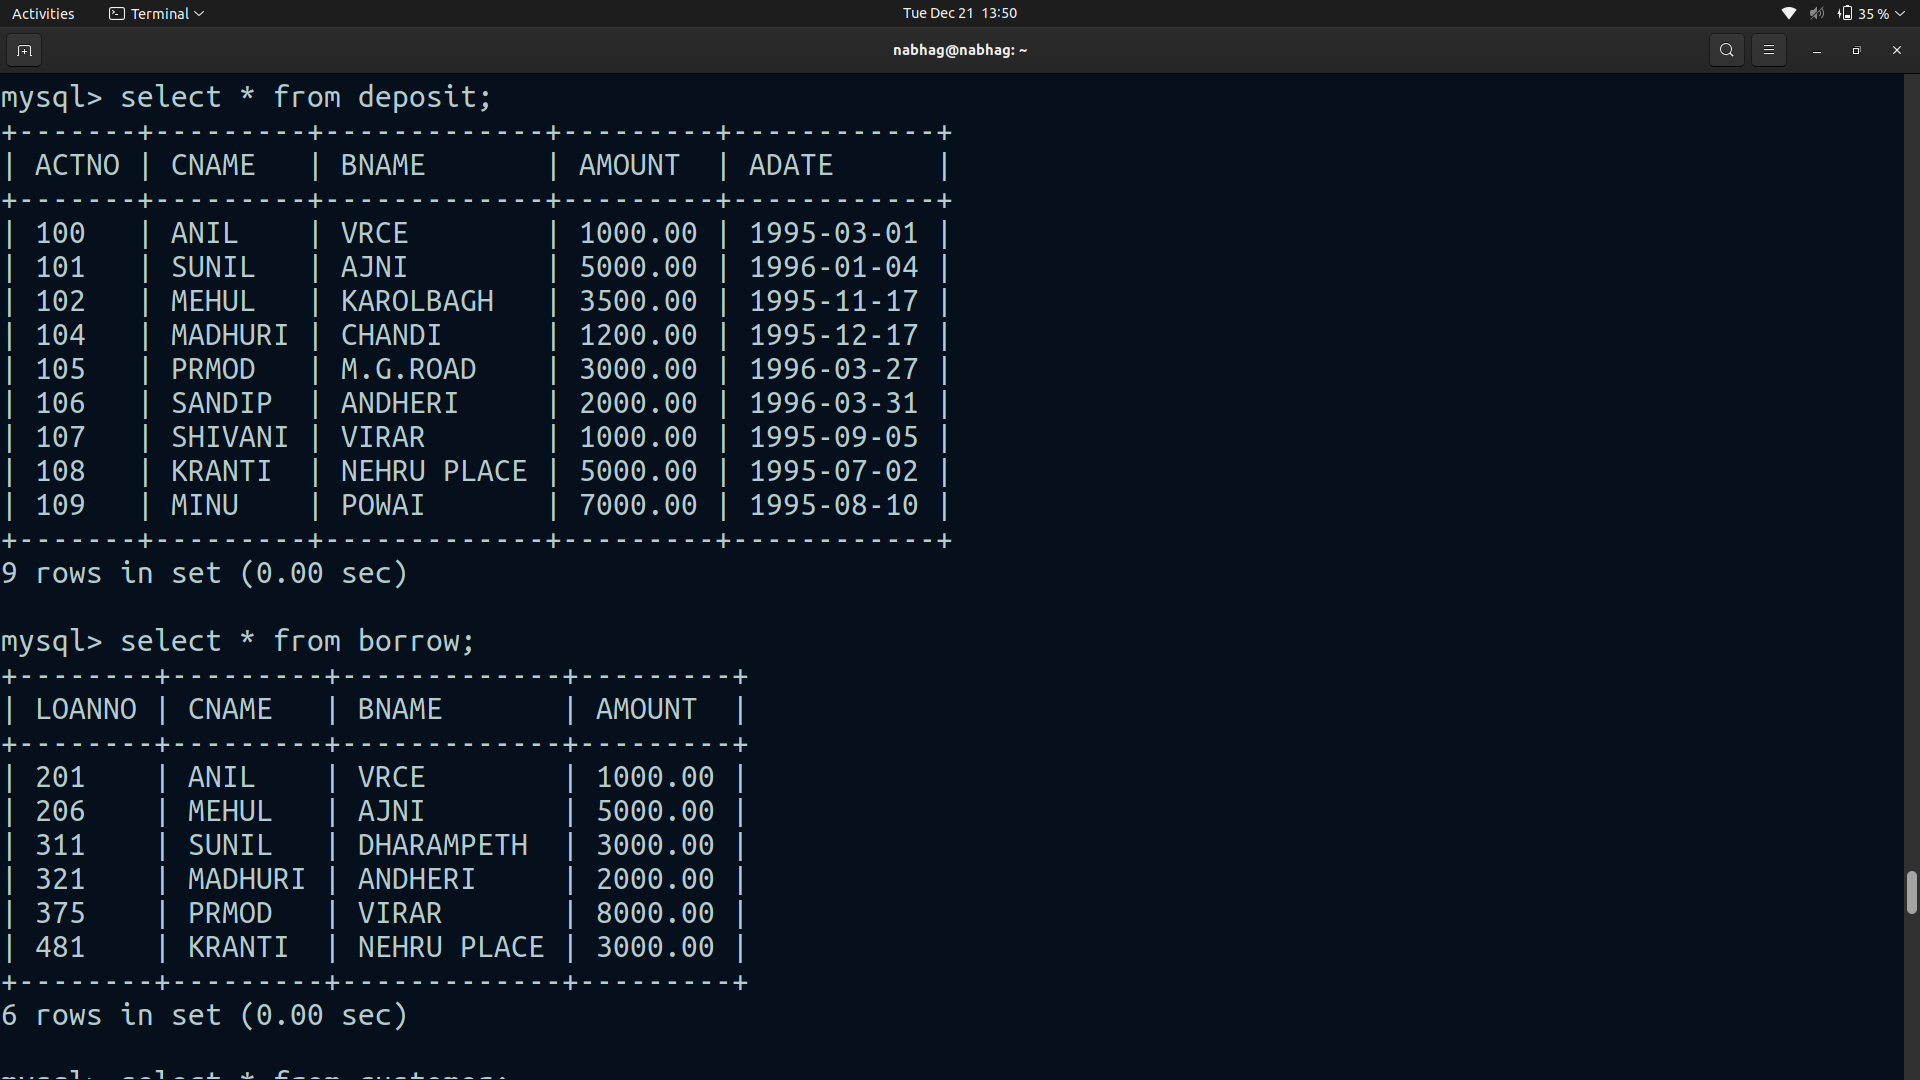 Activities Terminal Tue Dec 21 13:50 35 %
nabhag@nabhag: ~
mysql> select * from deposit;
+-------+---------+-------------+---------+------------+
| ACTNO | CNAME   | BNAME       | AMOUNT  | ADATE      |
+-------+---------+-------------+---------+------------+
| 100   | ANIL    | VRCE        | 1000.00 | 1995-03-01 |
| 101   | SUNIL   | AJNI        | 5000.00 | 1996-01-04 |
| 102   | MEHUL   | KAROLBAGH   | 3500.00 | 1995-11-17 |
| 104   | MADHURI | CHANDI      | 1200.00 | 1995-12-17 |
| 105   | PRMOD   | M.G.ROAD    | 3000.00 | 1996-03-27 |
| 106   | SANDIP  | ANDHERI     | 2000.00 | 1996-03-31 |
| 107   | SHIVANI | VIRAR       | 1000.00 | 1995-09-05 |
| 108   | KRANTI  | NEHRU PLACE | 5000.00 | 1995-07-02 |
| 109   | MINU    | POWAI       | 7000.00 | 1995-08-10 |
+-------+---------+-------------+---------+------------+
9 rows in set (0.00 sec)
mysql> select * from borrow;
+--------+---------+-------------+---------+
| LOANNO | CNAME   | BNAME       | AMOUNT  |
+--------+---------+-------------+---------+
| 201    | ANIL    | VRCE        | 1000.00 |
| 206    | MEHUL   | AJNI        | 5000.00 |
| 311    | SUNIL   | DHARAMPETH  | 3000.00 |
| 321    | MADHURI | ANDHERI     | 2000.00 |
| 375    | PRMOD   | VIRAR       | 8000.00 |
| 481    | KRANTI  | NEHRU PLACE | 3000.00 |
+--------+---------+-------------+---------+
6 rows in set (0.00 sec)
mysql> select * from customer;